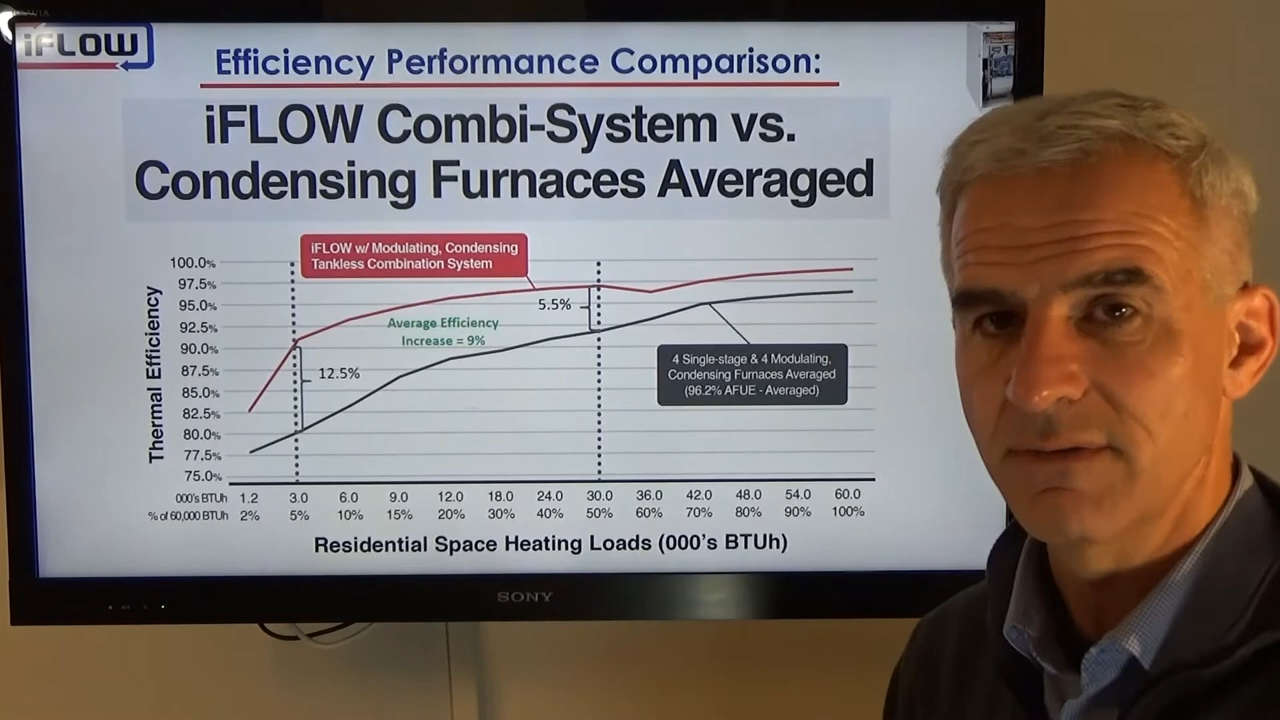 iFLOW
Efficiency Performance Comparison:
iFLOW Combi-System vs.
Condensing Furnaces Averaged
iFLOW w/ Modulating, Condensing
Tankless Combination System
Thermal Efficiency
100.0%
97.5%
95.0%
92.5%
90.0%
87.5%
85.0%
82.5%
80.0%
77.5%
75.0%
5.5%
Average Efficiency
Increase = 9%
12.5%
4 Single-stage & 4 Modulating,
Condensing Furnaces Averaged
(96.2% AFUE - Averaged)
000's BTUh 1.2 3.0 6.0 9.0 12.0 18.0 24.0 30.0 36.0 42.0 48.0 54.0 60.0
% of 60,000 BTUh 2% 5% 10% 15% 20% 30% 40% 50% 60% 70% 80% 90% 100%
Residential Space Heating Loads (000's BTUh)
SONY